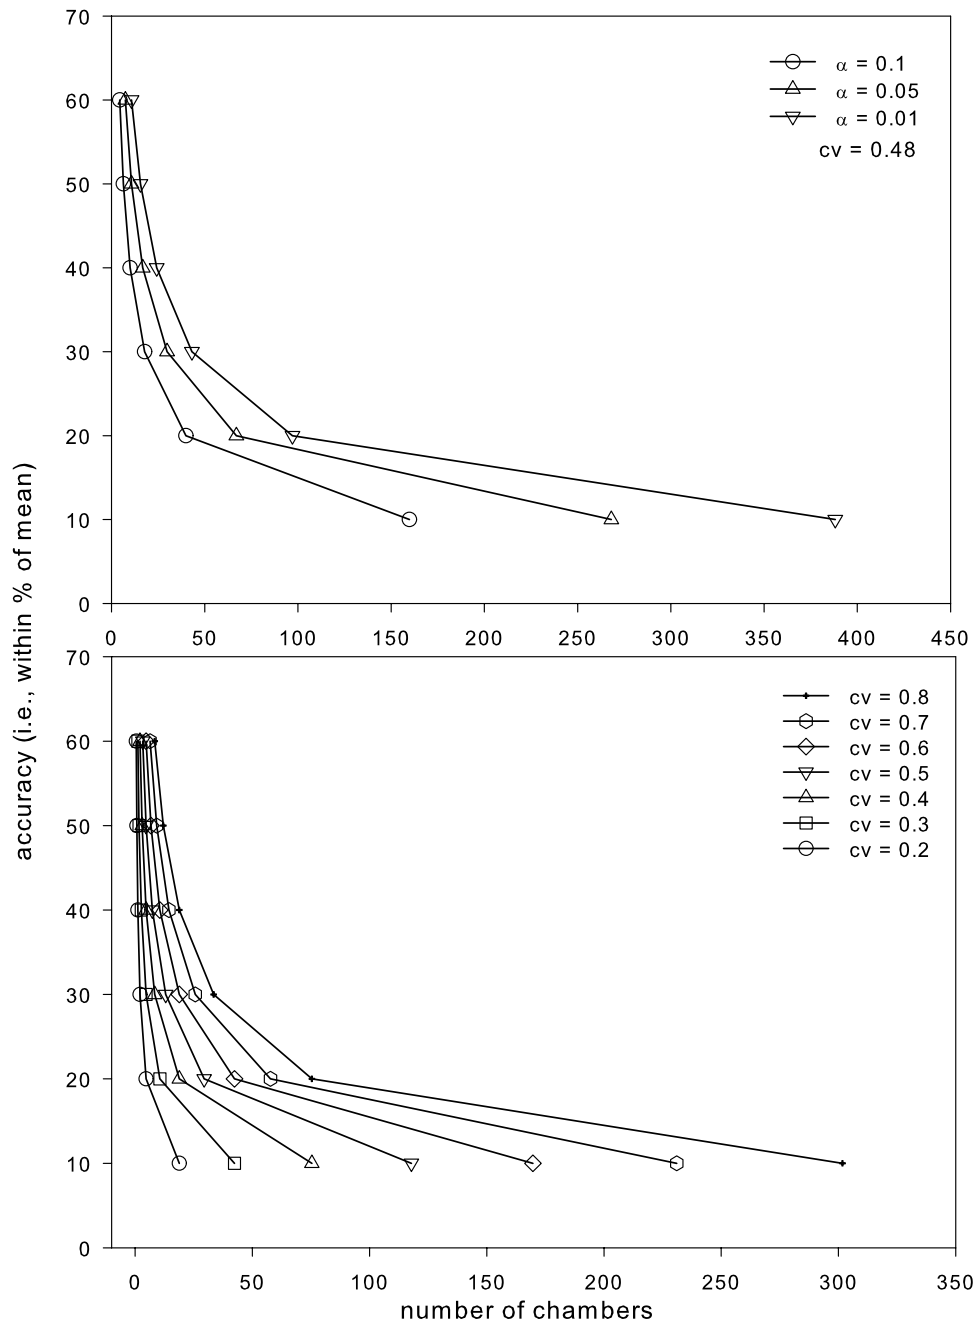 70
60
50
40
30
20
10
0
0 50 100 150 200 250 300 350 400 450
α = 0.1
α = 0.05
α = 0.01
cv = 0.48
accuracy (i.e., within % of mean)
70
60
50
40
30
20
10
0
0 50 100 150 200 250 300 350
cv = 0.8
cv = 0.7
cv = 0.6
cv = 0.5
cv = 0.4
cv = 0.3
cv = 0.2
number of chambers